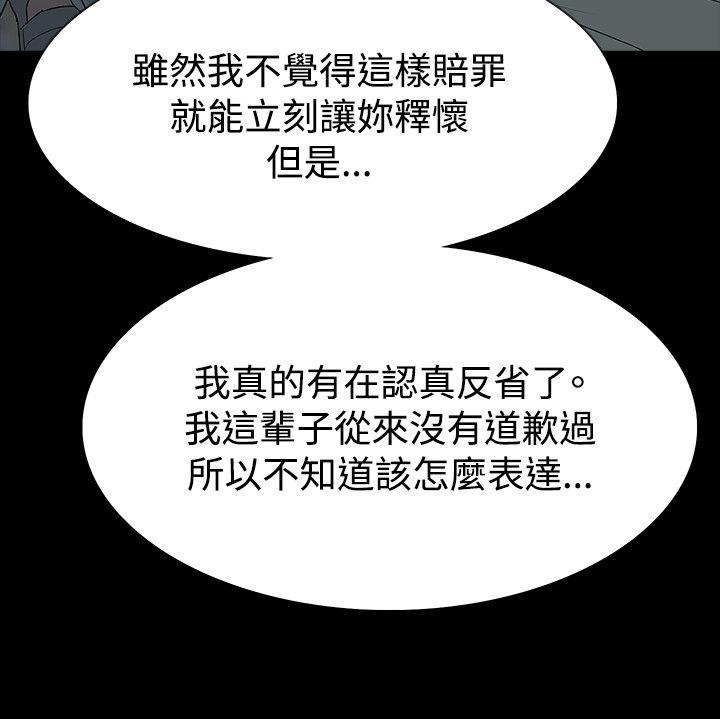 雖然我不覺得這樣賠罪
就能立刻讓妳釋懷
但是...
我真的有在認真反省了。
我這輩子從來沒有道歉過
所以不知道該怎麼表達...